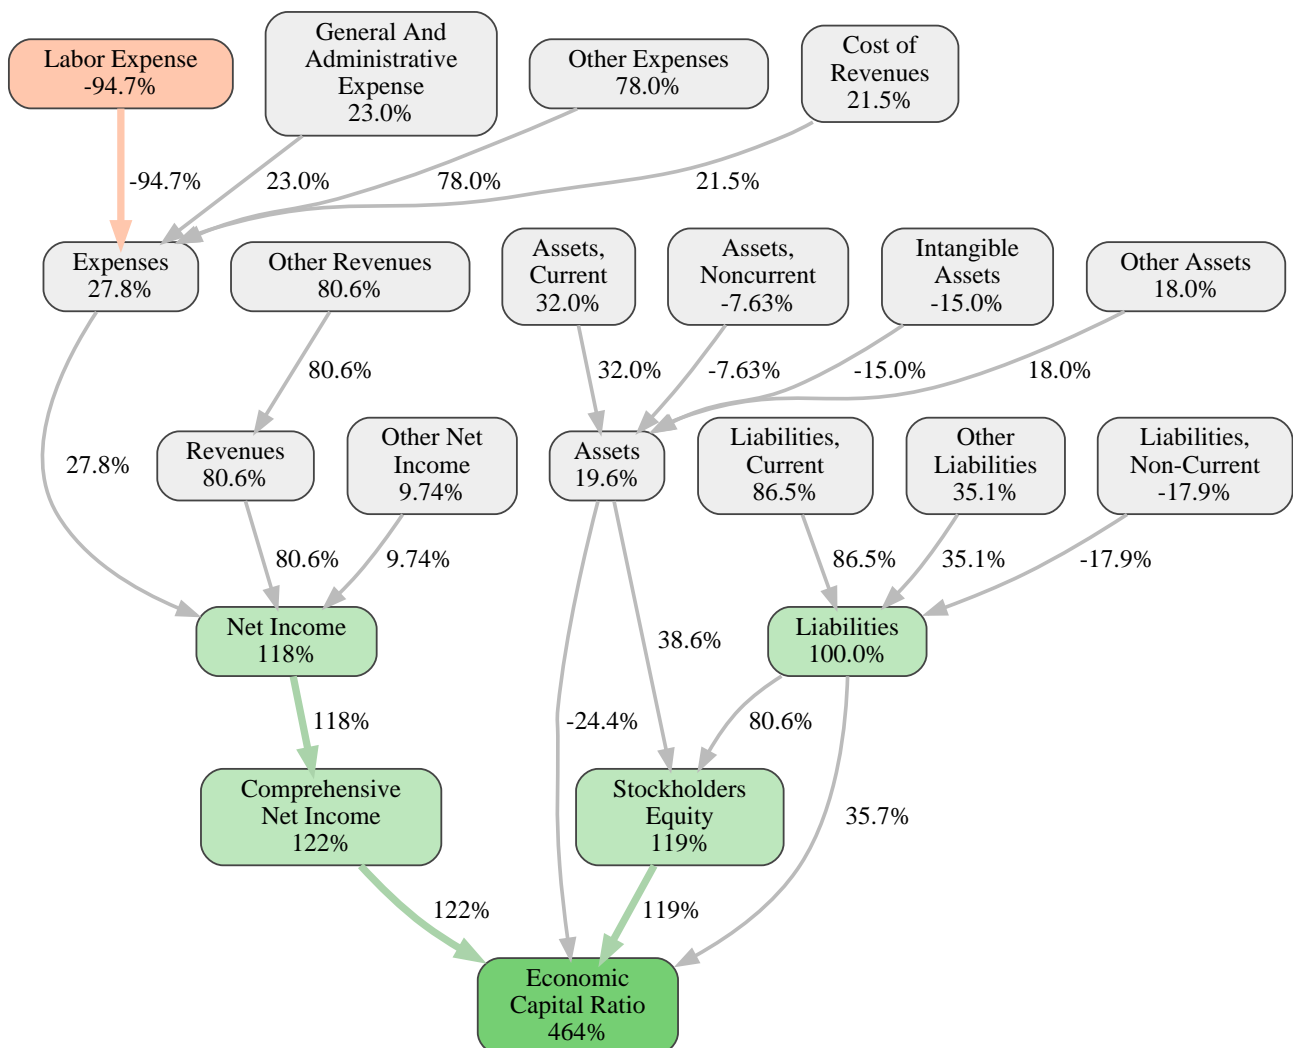 Labor Expense
-94.7%
General And
Administrative
Expense
23.0%
Other Expenses
78.0%
Cost of
Revenues
21.5%
-94.7%
23.0%
78.0%
21.5%
Expenses
27.8%
Other Revenues
80.6%
Assets,
Current
32.0%
Assets,
Noncurrent
-7.63%
Intangible
Assets
-15.0%
Other Assets
18.0%
80.6%
32.0%
-7.63%
-15.0%
18.0%
27.8%
Revenues
80.6%
Other Net
Income
9.74%
Assets
19.6%
Liabilities,
Current
86.5%
Other
Liabilities
35.1%
Liabilities,
Non-Current
-17.9%
80.6%
9.74%
86.5%
35.1%
-17.9%
Net Income
118%
38.6%
Liabilities
100.0%
118%
-24.4%
80.6%
Comprehensive
Net Income
122%
Stockholders
Equity
119%
35.7%
122%
119%
Economic
Capital Ratio
464%